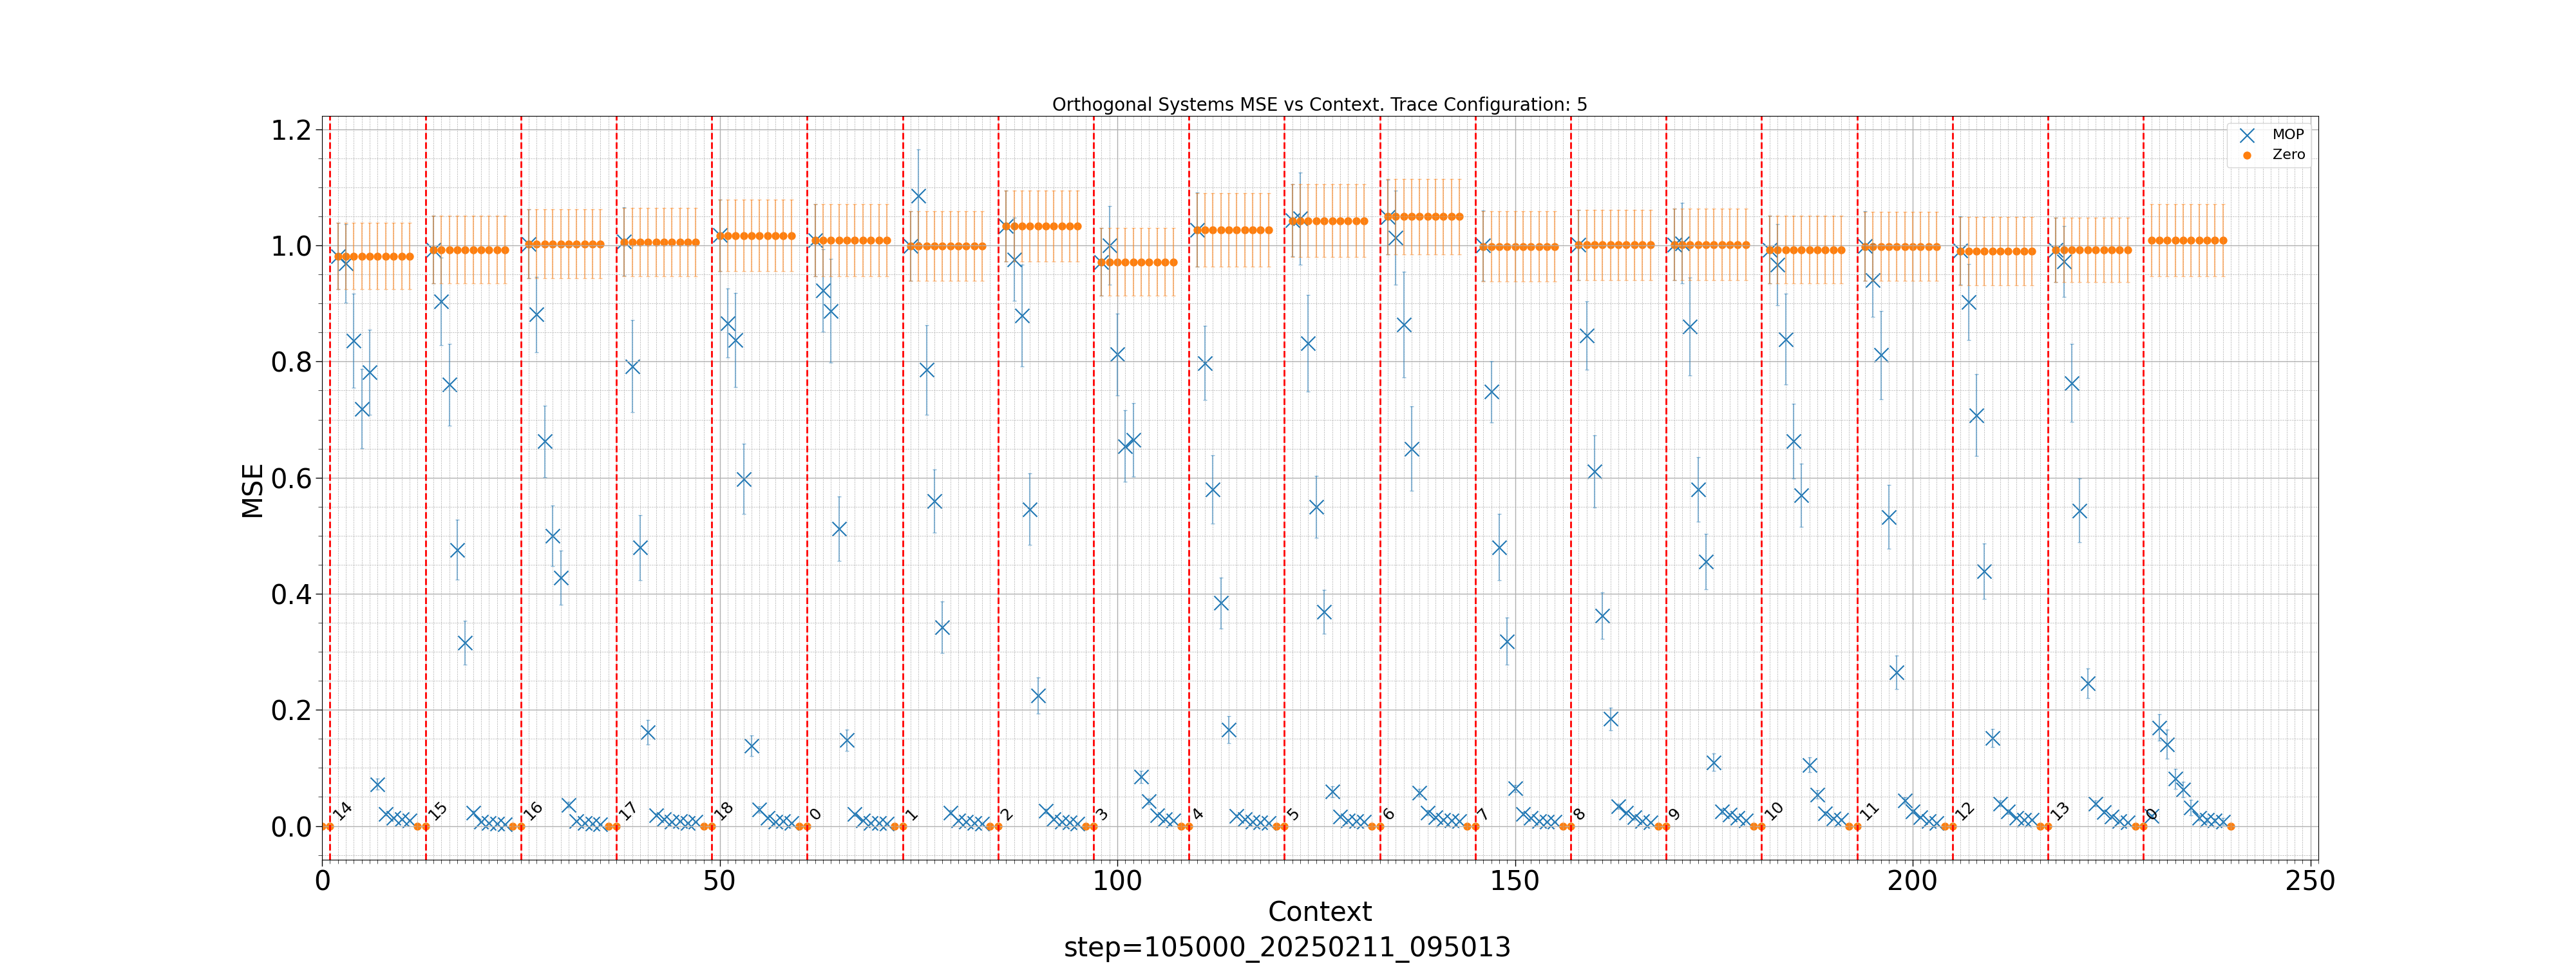 Orthogonal Systems MSE vs Context. Trace Configuration: 5
MOP
Zero
1.2
1.0
0.8
0.6
0.4
0.2
0.0
MSE
14 15 16 17 18 0 1 2 3 4 5 6 7 8 9 10 11 12 13 0
0 50 100 150 200 250
Context
step=105000_20250211_095013